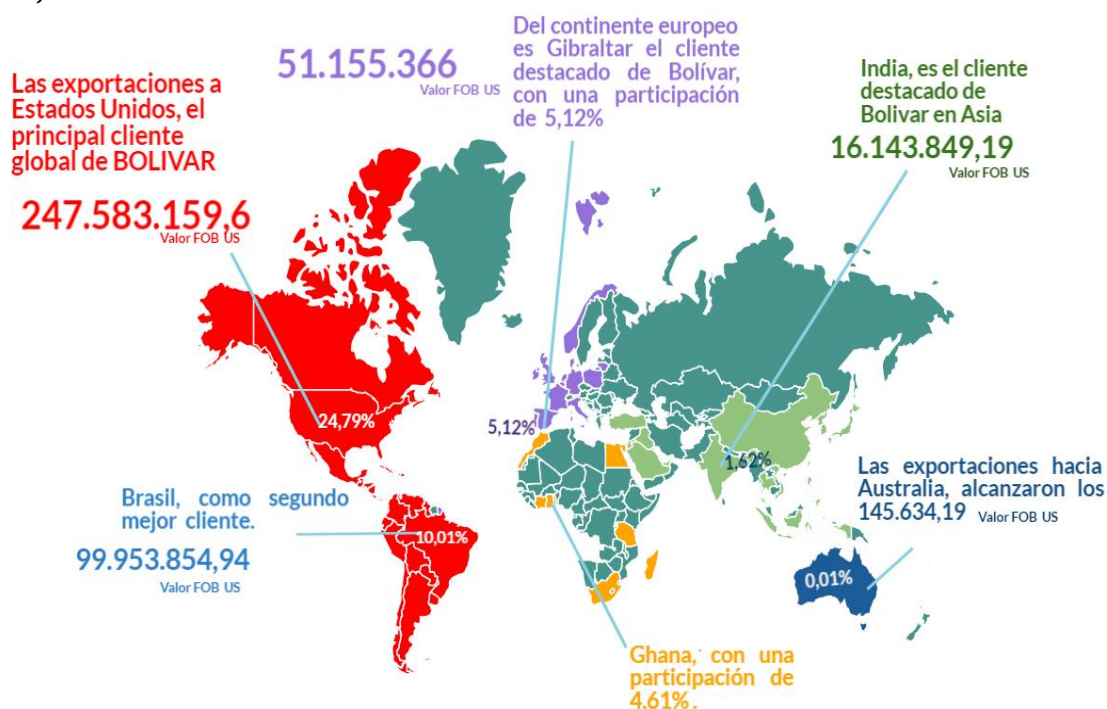 Las exportaciones a
Estados Unidos, el
principal cliente
global de BOLIVAR
247.583.159,6
Valor FOB US
51.155.366
Valor FOB US
Del continente europeo
es Gibraltar el cliente
destacado de Bolívar,
con una participación
de 5,12%
India, es el cliente
destacado de
Bolivar en Asia
16.143.849,19
Valor FOB US
24,79%
5,12%
1,62%
Brasil, como segundo
mejor cliente.
99.953.854,94
Valor FOB US
10,01%
Las exportaciones hacia
Australia, alcanzaron los
145.634,19 Valor FOB US
0,01%
Ghana, con una
participación de
4,61% .